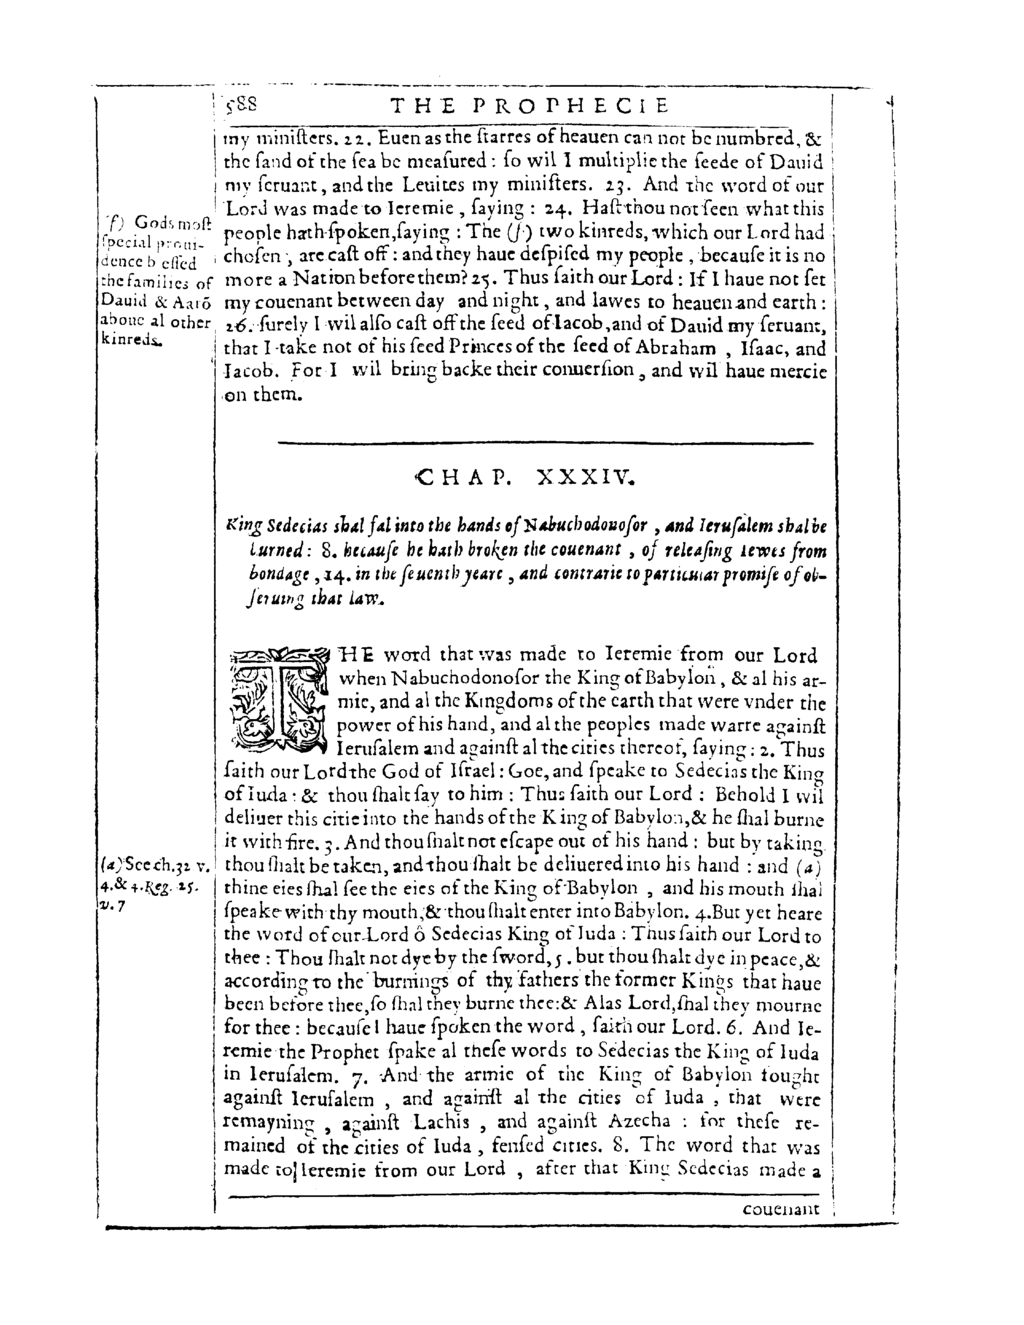 588 THE PROPHECIE
my miniſters. 22. Euen as the ſtarres of heauen can not be numbred, &
the ſand of the ſea be meaſured: ſo wil I multiplie the ſeede of Dauid
my ſeruant, and the Leuites my miniſters. 23. And the word of our
Lord was made to Ieremie, ſaying: 24. Haſt thou not ſeen what this
people hath ſpoken, ſaying: The (f) two kinreds, which our Lord had
choſen, are caſt off: and they haue deſpiſed my people, becauſe it is no
more a Nation before them? 25. Thus ſaith our Lord: If I haue not ſet
my couenant between day and night, and lawes to heauen and earth:
26. ſurely I wil alſo caſt off the ſeed of Iacob, and of Dauid my ſeruant,
that I take not of his ſeed Princes of the ſeed of Abraham, Iſaac, and
Iacob. For I wil bring backe their conuerſion, and wil haue mercie
on them.
(f) Gods moſt
ſpecial proui-
dence bleſſed
the families of
Dauid & Aarō
aboue al other
kinreds.
CHAP. XXXIV.
King Sedecias shal fal into the hands of Nabuchodonoſor, and Ieruſalem shal be
burned: 8. becauſe he hath broken the couenant, of releaſing Iewes from
bondage, 14. in the ſeuenth yeare, and contrarie to particular promiſe of ob-
ſeruing that law.
THE word that was made to Ieremie from our Lord
when Nabuchodonoſor the King of Babylon, & al his ar-
mie, and al the Kingdoms of the earth that were vnder the
power of his hand, and al the peoples made warre againſt
Ieruſalem and againſt al the cities thereof, ſaying: 2. Thus
ſaith our Lord the God of Iſrael: Goe, and ſpeake to Sedecias the King
of Iuda: & thou ſhalt ſay to him: Thus ſaith our Lord: Behold I wil
deliuer this citie into the hands of the King of Babylon, & he ſhal burne
it with fire. 3. And thou ſhalt not eſcape out of his hand: but by taking
thou ſhalt be taken, and thou ſhalt be deliuered into his hand: and (a)
thine eies ſhal ſee the eies of the King of Babylon, and his mouth ſhal
ſpeake with thy mouth, & thou ſhalt enter into Babylon. 4. But yet heare
the word of our Lord ô Sedecias King of Iuda: Thus ſaith our Lord to
thee: Thou ſhalt not dye by the ſword, 5. but thou ſhalt dye in peace, &
according to the burnings of thy fathers the former Kings that haue
been before thee, ſo ſhal they burne thee: & Alas Lord, ſhal they mourne
for thee: becauſe I haue ſpoken the word, ſaith our Lord. 6. And Ie-
remie the Prophet ſpake al theſe words to Sedecias the King of Iuda
in Ieruſalem. 7. And the armie of the King of Babylon fought
againſt Ieruſalem, and againſt al the cities of Iuda, that were
remayning, againſt Lachis, and againſt Azecha: for theſe re-
mained of the cities of Iuda, fenſed cities. 8. The word that was
made to Ieremie from our Lord, after that King Sedecias made a
(a) See ch. 32 v.
4. & 4. Reg. 25.
v. 7
couenant